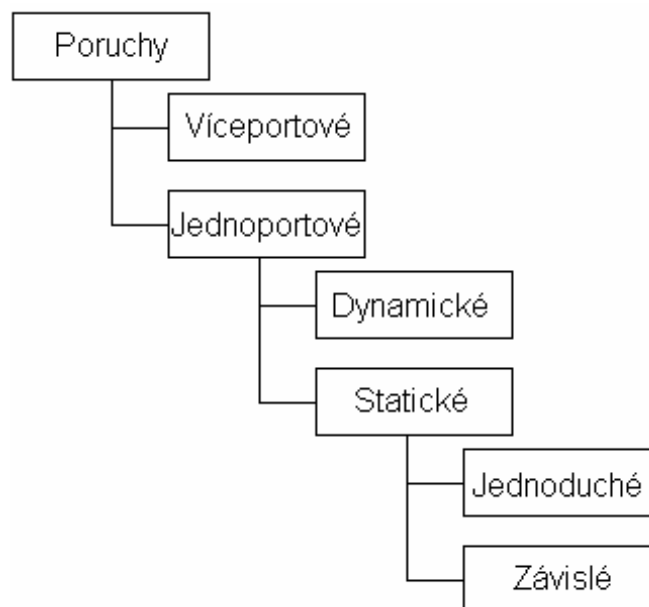 Poruchy
Víceportové
Jednoportové
Dynamické
Statické
Jednoduché
Závislé